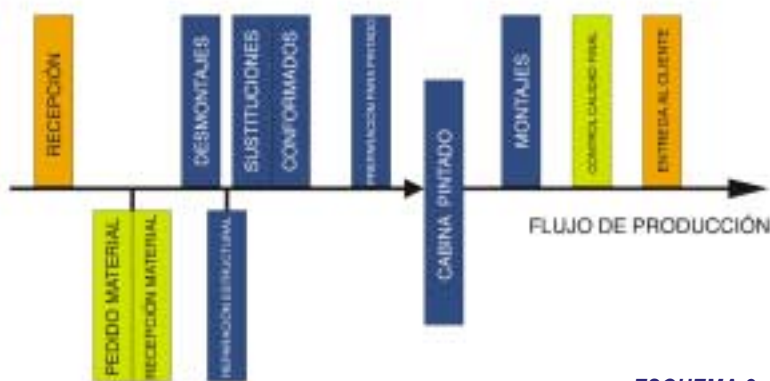 RECEPCIÓN
PEDIDO MATERIAL
RECEPCIÓN MATERIAL
DESMONTAJES
REPARACIÓN ESTRUCTURAL
SUSTITUCIONES
CONFORMADOS
PREPARACIÓN PARA PINTADO
CABINA PINTADO
MONTAJES
CONTROL CALIDAD FINAL
ENTREGA AL CLIENTE
FLUJO DE PRODUCCIÓN